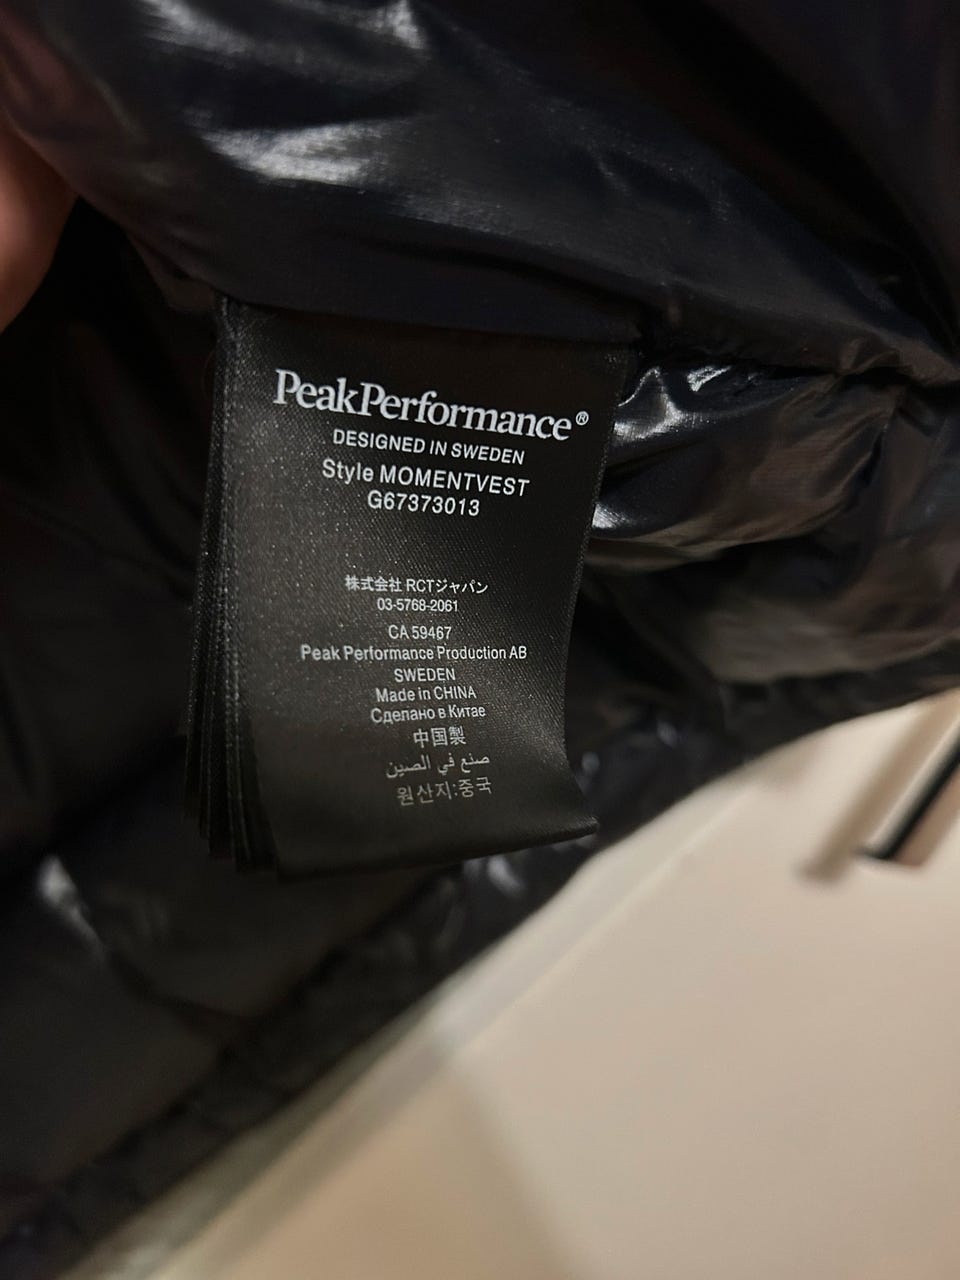 PeakPerformance®
DESIGNED IN SWEDEN
Style MOMENTVEST
G67373013
株式会社 RCTジャパン
03-5768-2061
CA 59467
Peak Performance Production AB
SWEDEN
Made in CHINA
Сделано в Китае
中国製
صنع في الصين
원산지:중국